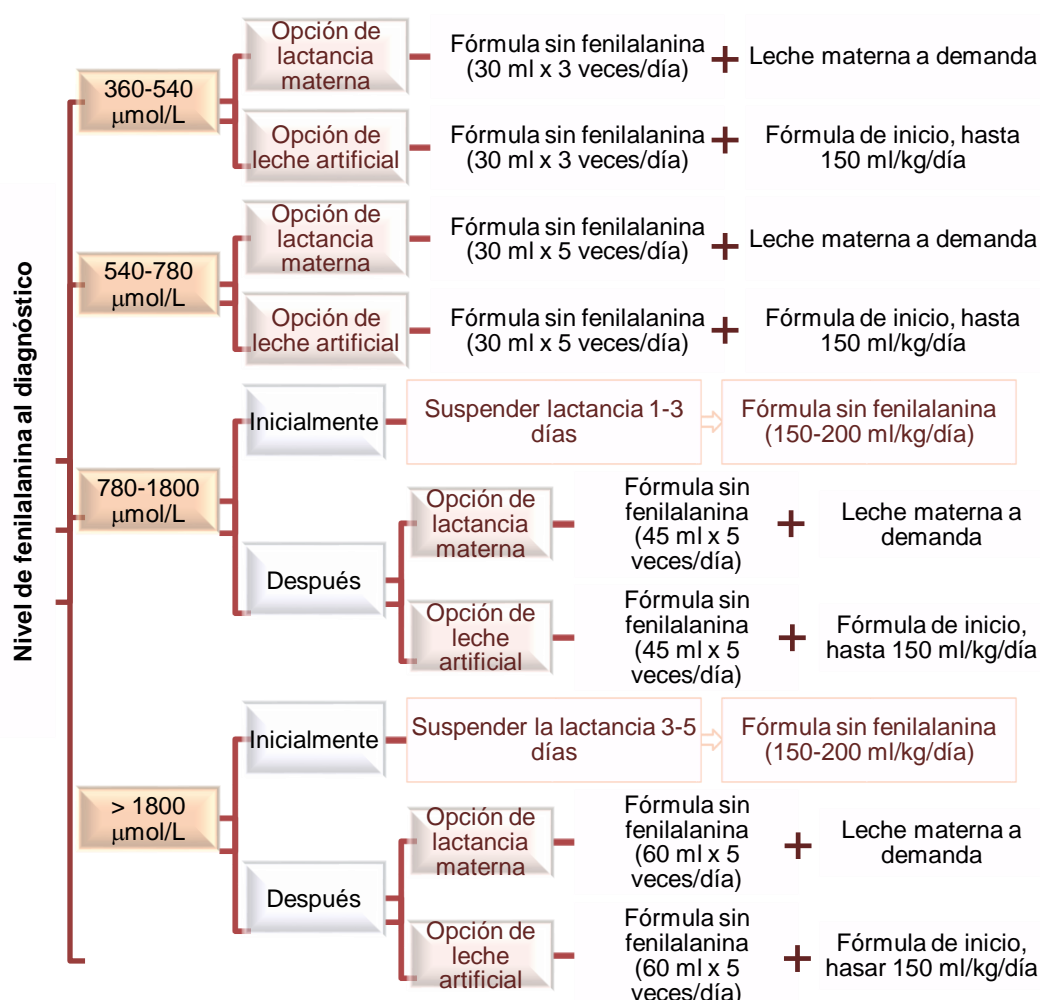 Nivel de fenilalanina al diagnóstico
360-540
μmol/L
Opción de
lactancia
materna
Fórmula sin fenilalanina
(30 ml x 3 veces/día)
+
Leche materna a demanda
Opción de
leche artificial
Fórmula sin fenilalanina
(30 ml x 3 veces/día)
+
Fórmula de inicio, hasta
150 ml/kg/día
540-780
μmol/L
Opción de
lactancia
materna
Fórmula sin fenilalanina
(30 ml x 5 veces/día)
+
Leche materna a demanda
Opción de
leche artificial
Fórmula sin fenilalanina
(30 ml x 5 veces/día)
+
Fórmula de inicio, hasta
150 ml/kg/día
780-1800
μmol/L
Inicialmente
Suspender lactancia 1-3
días
Fórmula sin fenilalanina
(150-200 ml/kg/día)
Después
Opción de
lactancia
materna
Fórmula sin
fenilalanina
(45 ml x 5
veces/día)
+
Leche materna a
demanda
Opción de
leche
artificial
Fórmula sin
fenilalanina
(45 ml x 5
veces/día)
+
Fórmula de inicio,
hasta 150 ml/kg/día
> 1800
μmol/L
Inicialmente
Suspender la lactancia 3-5
días
Fórmula sin fenilalanina
(150-200 ml/kg/día)
Después
Opción de
lactancia
materna
Fórmula sin
fenilalanina
(60 ml x 5
veces/día)
+
Leche materna a
demanda
Opción de
leche
artificial
Fórmula sin
fenilalanina
(60 ml x 5
veces/día)
+
Fórmula de inicio,
hasar 150 ml/kg/día